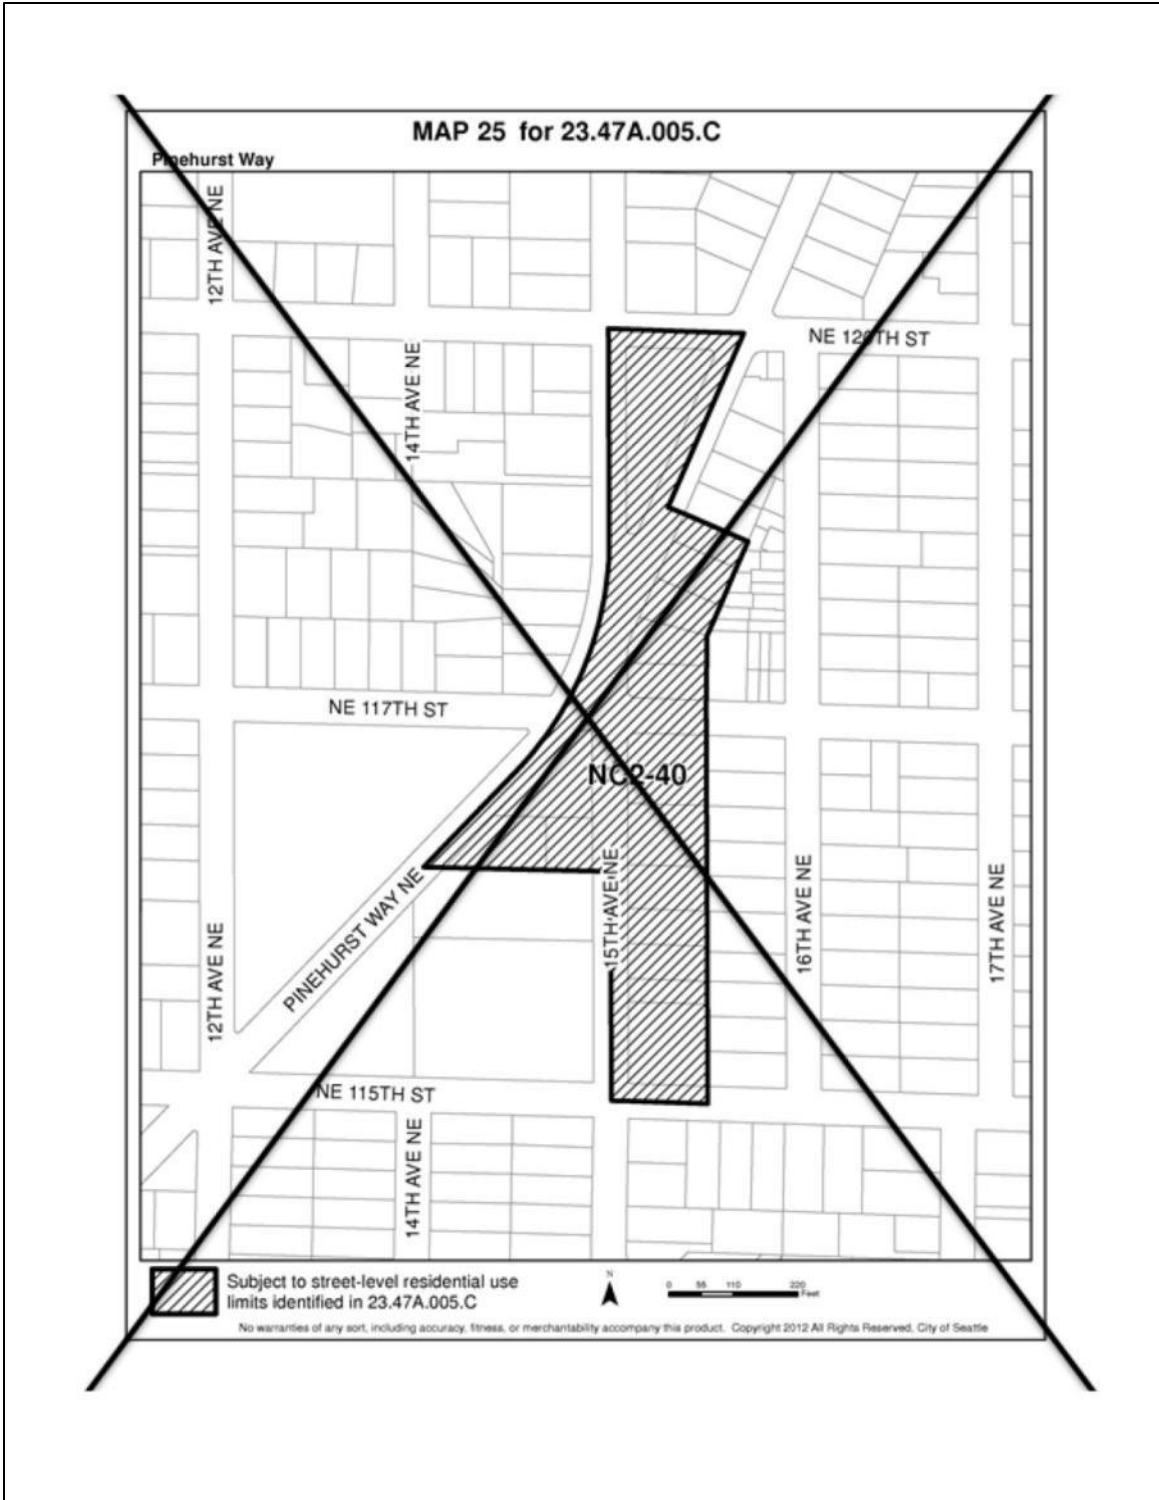 MAP 25 for 23.47A.005.C
Pinehurst Way
12TH AVE NE
NE 120TH ST
14TH AVE NE
NE 117TH ST
NC2-40
15TH AVE NE
16TH AVE NE
17TH AVE NE
PINEHURST WAY NE
12TH AVE NE
NE 115TH ST
14TH AVE NE
Subject to street-level residential use
limits identified in 23.47A.005.C
N
0 55 110 220
Feet
No warranties of any sort, including accuracy, fitness, or merchantability accompany this product. Copyright 2012 All Rights Reserved, City of Seattle